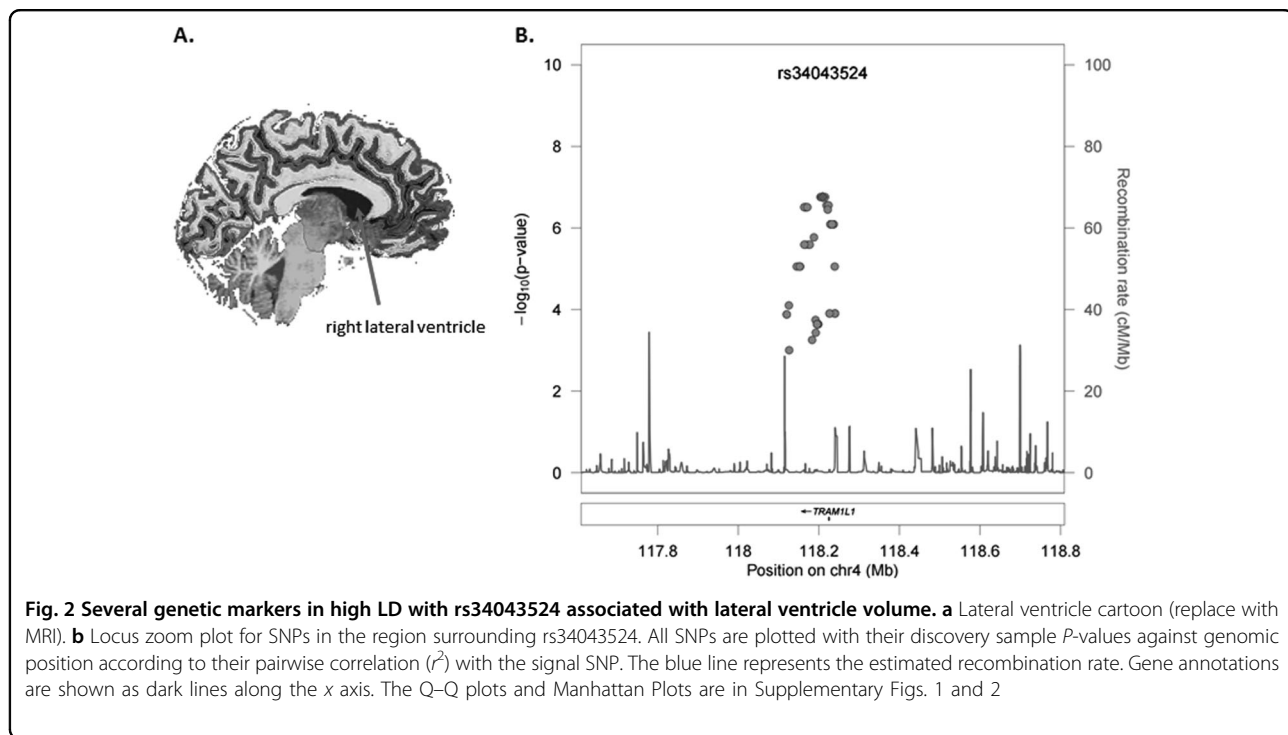 A.
B.
right lateral ventricle
rs34043524
10
8
6
4
2
0
−log10(p−value)
100
80
60
40
20
0
Recombination rate (cM/Mb)
←TRAM1L1
117.8 118 118.2 118.4 118.6 118.8
Position on chr4 (Mb)
Fig. 2 Several genetic markers in high LD with rs34043524 associated with lateral ventricle volume. a Lateral ventricle cartoon (replace with
MRI). b Locus zoom plot for SNPs in the region surrounding rs34043524. All SNPs are plotted with their discovery sample P-values against genomic
position according to their pairwise correlation (r²) with the signal SNP. The blue line represents the estimated recombination rate. Gene annotations
are shown as dark lines along the x axis. The Q–Q plots and Manhattan Plots are in Supplementary Figs. 1 and 2